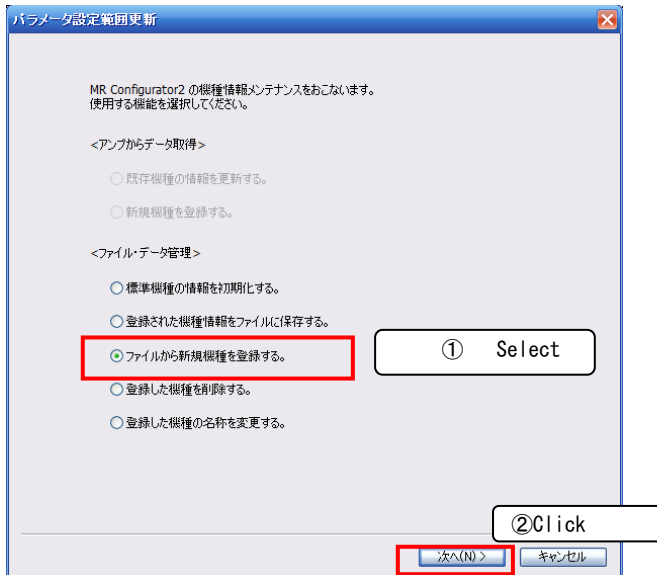 パラメータ設定範囲更新
MR Configurator2 の機種情報メンテナンスをおこないます。
使用する機能を選択してください。
<アンプからデータ取得>
既存機種の情報を更新する。
新規機種を登録する。
<ファイル・データ管理>
標準機種の情報を初期化する。
登録された機種情報をファイルに保存する。
ファイルから新規機種を登録する。
① Select
登録した機種を削除する。
登録した機種の名称を変更する。
②Click
次へ(N) >
キャンセル